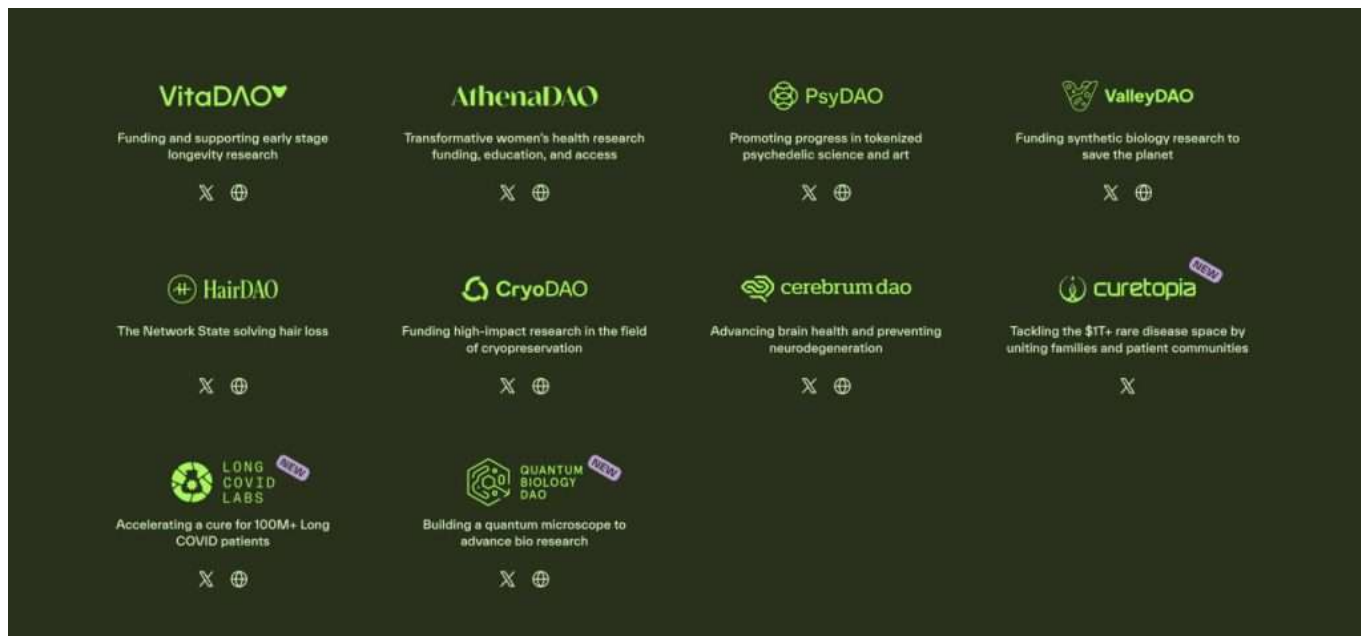 VitaDAO
AthenaDAO
PsyDAO
ValleyDAO
Funding and supporting early stage
longevity research
Transformative women's health research
funding, education, and access
Promoting progress in tokenized
psychedelic science and art
Funding synthetic biology research to
save the planet
HairDAO
CryoDAO
cerebrum dao
curetopia
NEW
The Network State solving hair loss
Funding high-impact research in the field
of cryopreservation
Advancing brain health and preventing
neurodegeneration
Tackling the $1T+ rare disease space by
uniting families and patient communities
LONG
COVID
LABS
NEW
QUANTUM
BIOLOGY
DAO
NEW
Accelerating a cure for 100M+ Long
COVID patients
Building a quantum microscope to
advance bio research